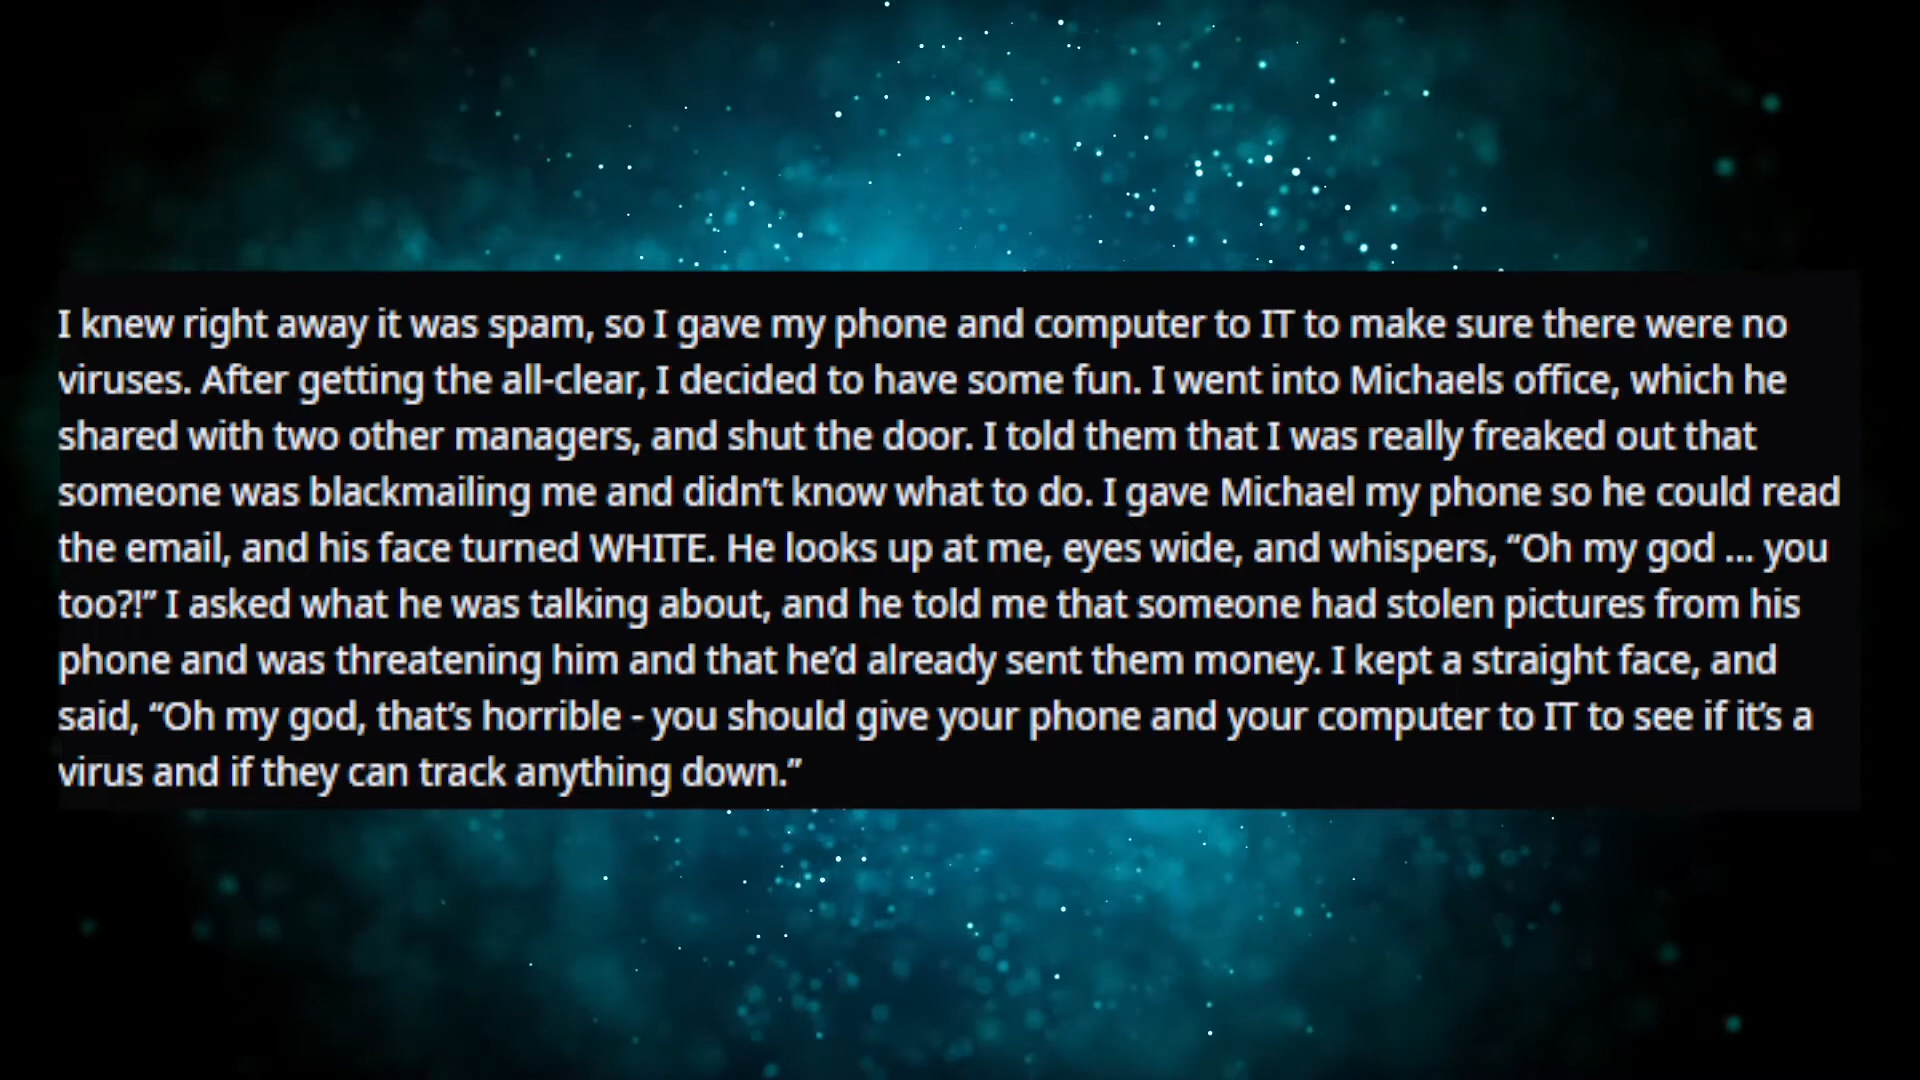 I knew right away it was spam, so I gave my phone and computer to IT to make sure there were no
viruses. After getting the all-clear, I decided to have some fun. I went into Michaels office, which he
shared with two other managers, and shut the door. I told them that I was really freaked out that
someone was blackmailing me and didn’t know what to do. I gave Michael my phone so he could read
the email, and his face turned WHITE. He looks up at me, eyes wide, and whispers, “Oh my god ... you
too?!” I asked what he was talking about, and he told me that someone had stolen pictures from his
phone and was threatening him and that he’d already sent them money. I kept a straight face, and
said, “Oh my god, that’s horrible - you should give your phone and your computer to IT to see if it’s a
virus and if they can track anything down.”